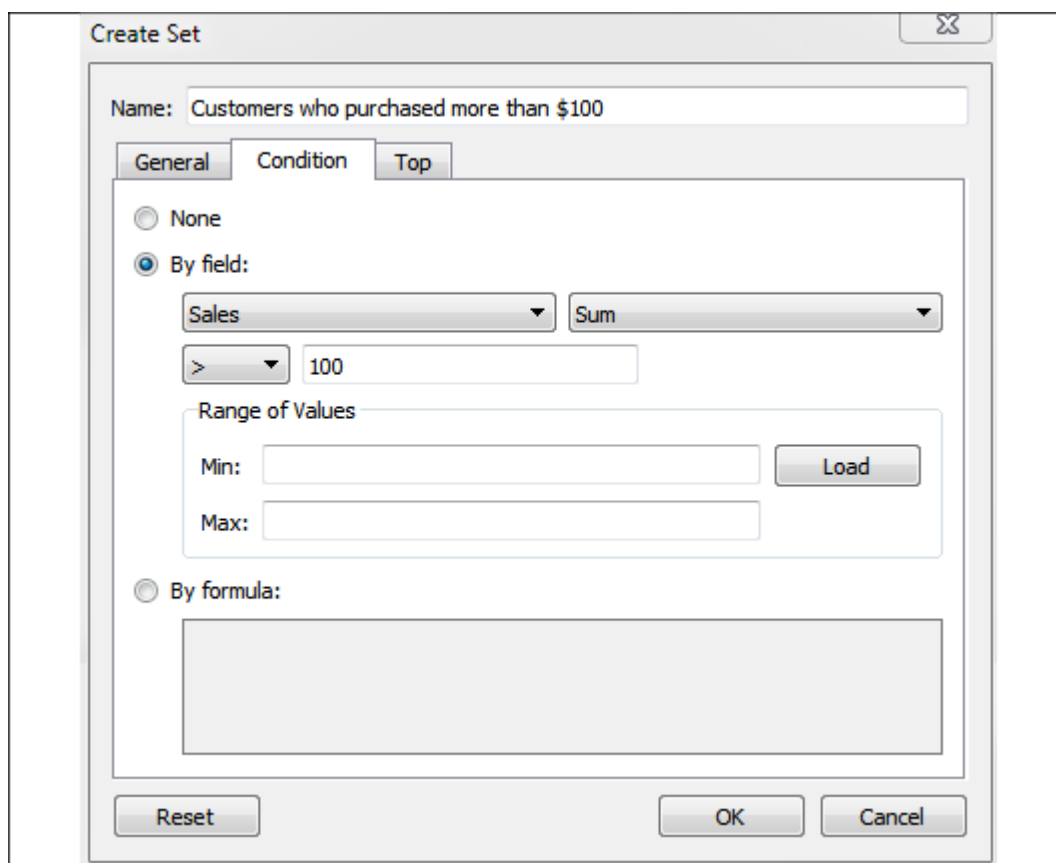 Create Set
Name: Customers who purchased more than $100
General Condition Top
None
By field:
Sales Sum
> 100
Range of Values
Min: Load
Max:
By formula:
Reset OK Cancel